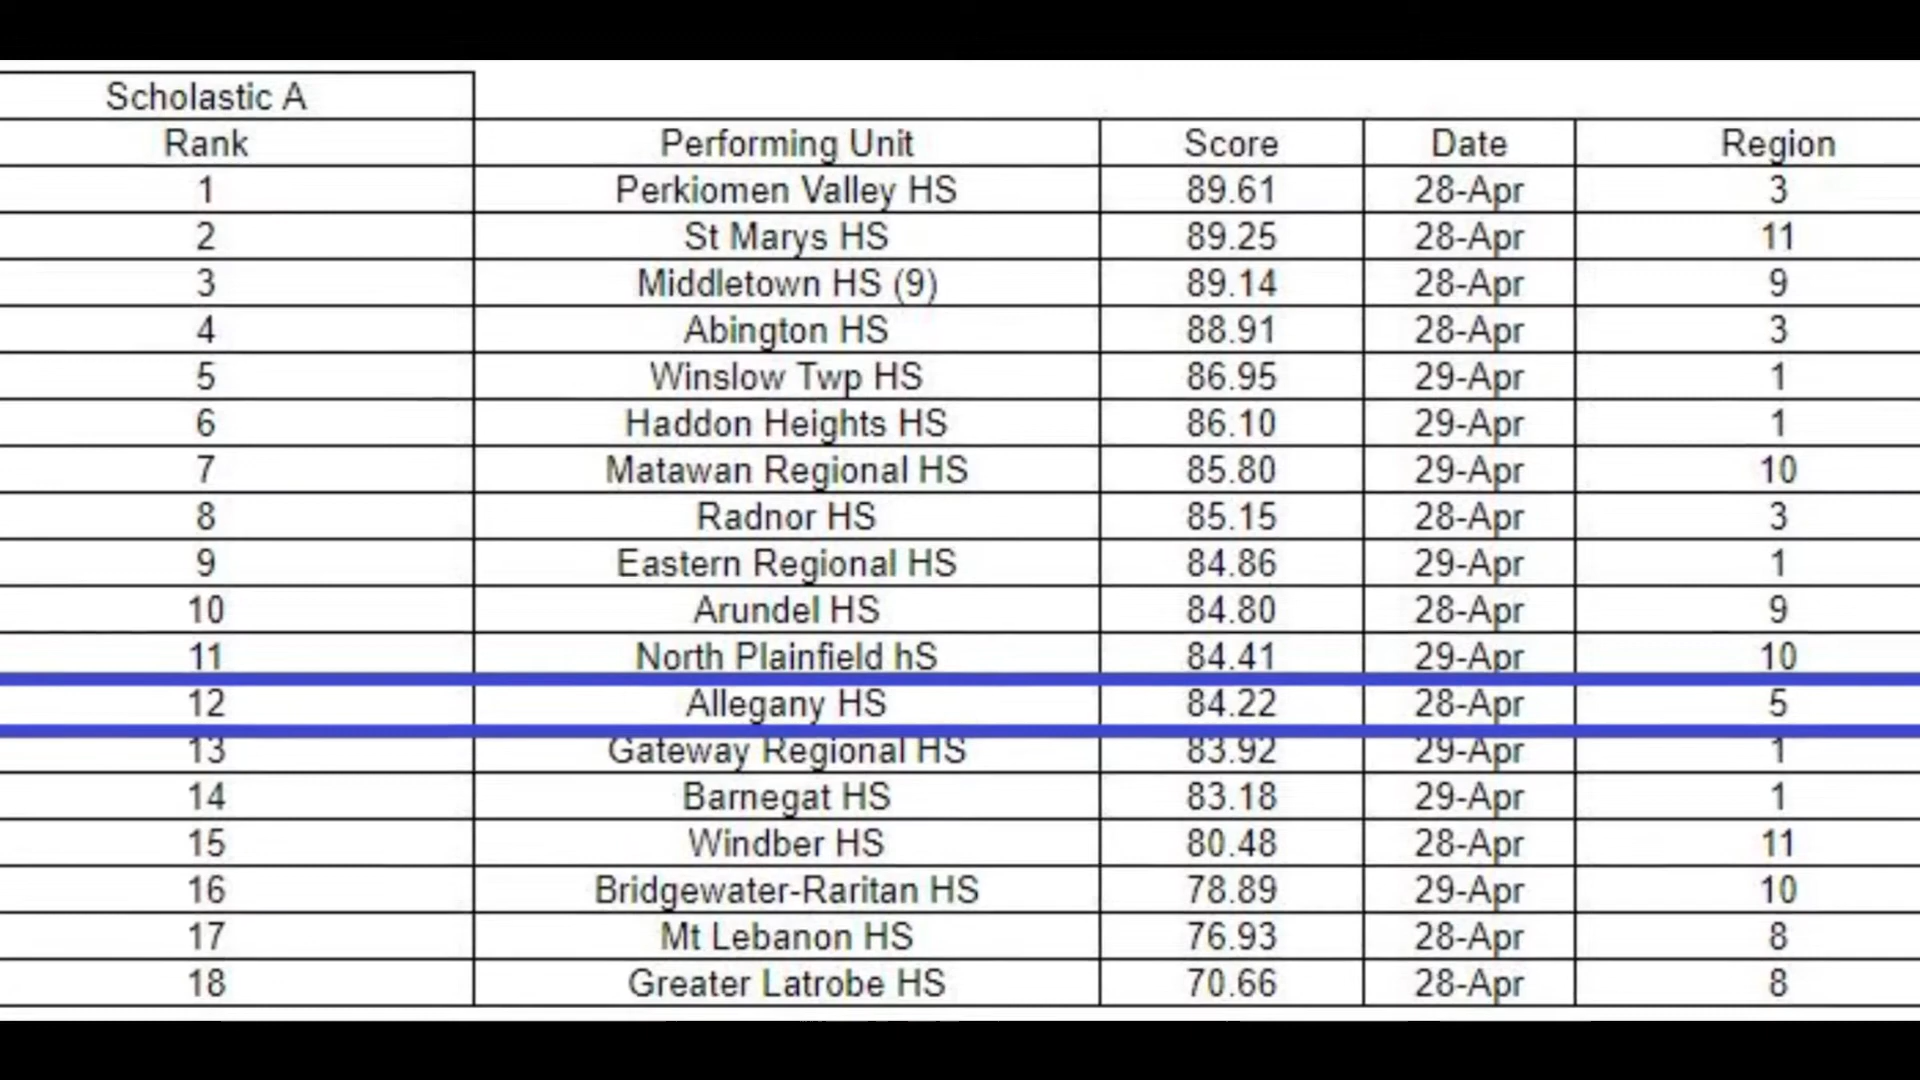 Scholastic A
Rank Performing Unit Score Date Region
1 Perkiomen Valley HS 89.61 28-Apr 3
2 St Marys HS 89.25 28-Apr 11
3 Middletown HS (9) 89.14 28-Apr 9
4 Abington HS 88.91 28-Apr 3
5 Winslow Twp HS 86.95 29-Apr 1
6 Haddon Heights HS 86.10 29-Apr 1
7 Matawan Regional HS 85.80 29-Apr 10
8 Radnor HS 85.15 28-Apr 3
9 Eastern Regional HS 84.86 29-Apr 1
10 Arundel HS 84.80 28-Apr 9
11 North Plainfield hS 84.41 29-Apr 10
12 Allegany HS 84.22 28-Apr 5
13 Gateway Regional HS 83.92 29-Apr 1
14 Barnegat HS 83.18 29-Apr 1
15 Windber HS 80.48 28-Apr 11
16 Bridgewater-Raritan HS 78.89 29-Apr 10
17 Mt Lebanon HS 76.93 28-Apr 8
18 Greater Latrobe HS 70.66 28-Apr 8